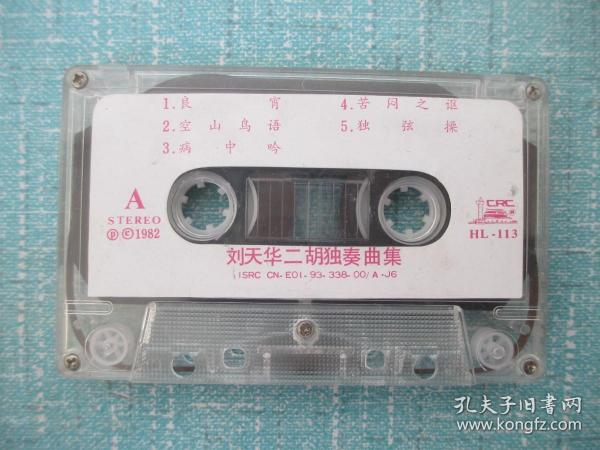 1.良宵 4.苦闷之讴
2.空山鸟语 5.独弦操
3.病中吟
A
STEREO
ⓟⓒ1982
CRC
HL-113
刘天华二胡独奏曲集
ISRC CN-E01-93-338-00/A·J6
孔夫子旧书网
www.kongfz.com